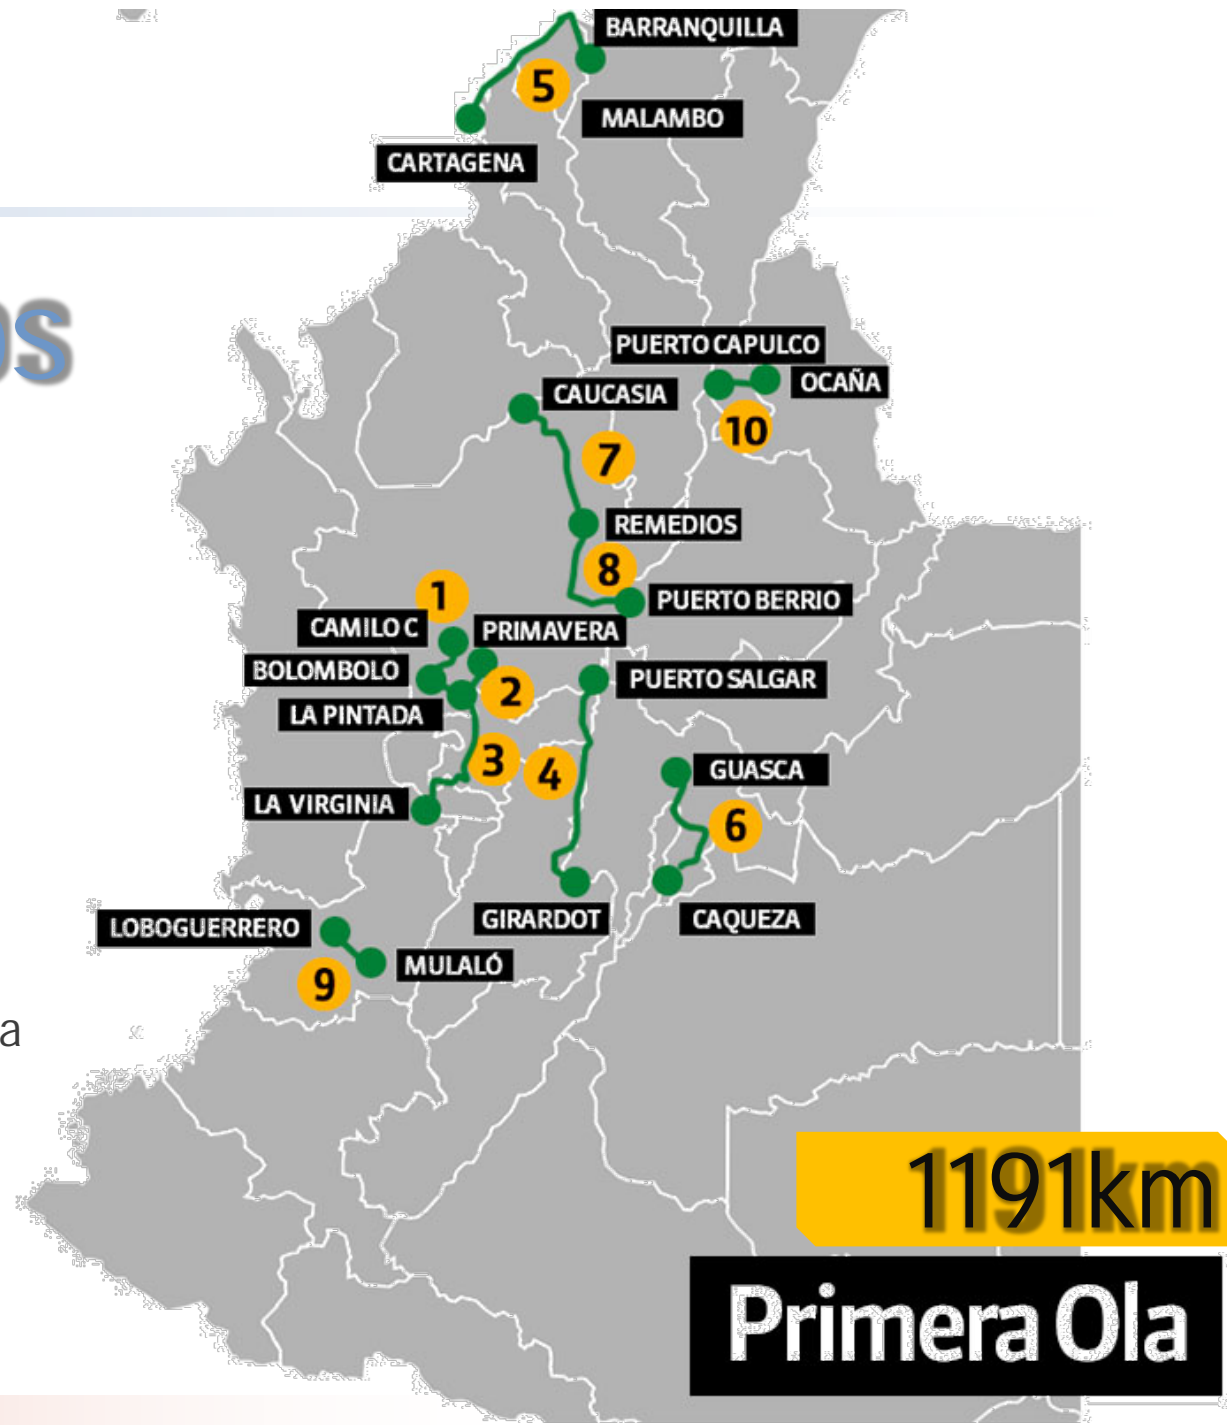 BARRANQUILLA
5
MALAMBO
CARTAGENA
os
PUERTO CAPULCO
OCAÑA
CAUCASIA
10
7
REMEDIOS
8
1
PUERTO BERRIO
CAMILO C
PRIMAVERA
BOLOMBOLO
PUERTO SALGAR
2
LA PINTADA
3
4
GUASCA
LA VIRGINIA
6
GIRARDOT
CAQUEZA
LOBOGUERRERO
MULALÓ
9
a
1191km
Primera Ola